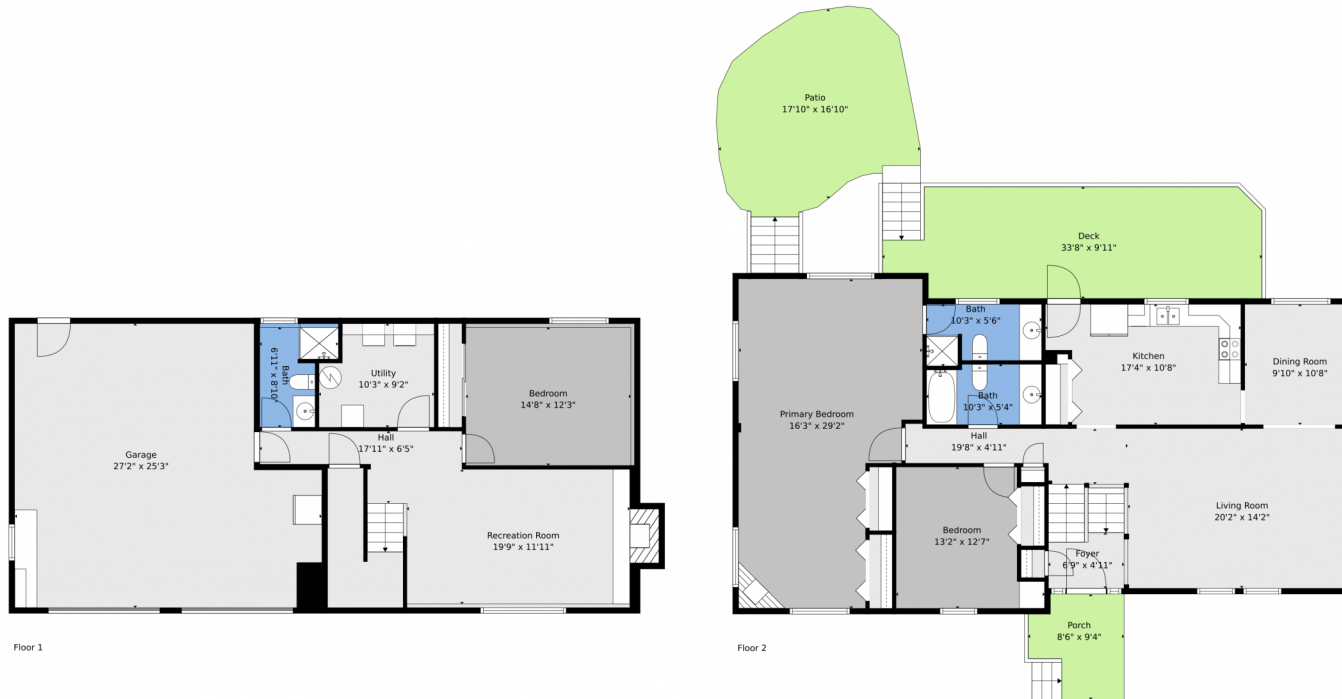 Patio
17'10" x 16'10"
Deck
33'8" x 9'11"
Bath
10'3" x 5'6"
Kitchen
17'4" x 10'8"
Dining Room
9'10" x 10'8"
Primary Bedroom
16'3" x 29'2"
Bath
10'3" x 5'4"
Hall
19'8" x 4'11"
Living Room
20'2" x 14'2"
Bedroom
13'2" x 12'7"
Foyer
6'9" x 4'11"
Porch
8'6" x 9'4"
Floor 2
Bath
6'11" x 8'10"
Utility
10'3" x 9'2"
Bedroom
14'8" x 12'3"
Hall
17'11" x 6'5"
Garage
27'2" x 25'3"
Recreation Room
19'9" x 11'11"
Floor 1